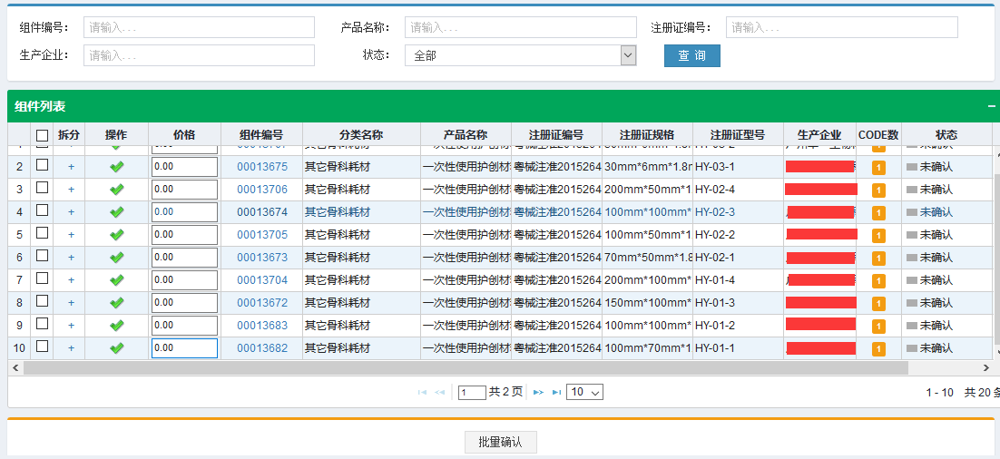 组件编号： 请输入... 产品名称： 请输入... 注册证编号： 请输入...
生产企业： 请输入... 状态： 全部 查 询
组件列表
拆分 操作 价格 组件编号 分类名称 产品名称 注册证编号 注册证规格 注册证型号 生产企业 CODE数 状态
2 + 0.00 00013675 其它骨科耗材 一次性使用护创材 粤械注准2015264 30mm*6mm*1.8m HY-03-1 1 未确认
3 + 0.00 00013706 其它骨科耗材 一次性使用护创材 粤械注准2015264 200mm*50mm*1 HY-02-4 1 未确认
4 + 0.00 00013674 其它骨科耗材 一次性使用护创材 粤械注准2015264 100mm*100mm* HY-02-3 1 未确认
5 + 0.00 00013705 其它骨科耗材 一次性使用护创材 粤械注准2015264 100mm*50mm*1 HY-02-2 1 未确认
6 + 0.00 00013673 其它骨科耗材 一次性使用护创材 粤械注准2015264 70mm*50mm*1.8 HY-02-1 1 未确认
7 + 0.00 00013704 其它骨科耗材 一次性使用护创材 粤械注准2015264 200mm*100mm* HY-01-4 1 未确认
8 + 0.00 00013672 其它骨科耗材 一次性使用护创材 粤械注准2015264 150mm*100mm* HY-01-3 1 未确认
9 + 0.00 00013683 其它骨科耗材 一次性使用护创材 粤械注准2015264 100mm*100mm* HY-01-2 1 未确认
10 + 0.00 00013682 其它骨科耗材 一次性使用护创材 粤械注准2015264 100mm*70mm*1 HY-01-1 1 未确认
1 共 2 页 10 1 - 10 共 20 条
批量确认